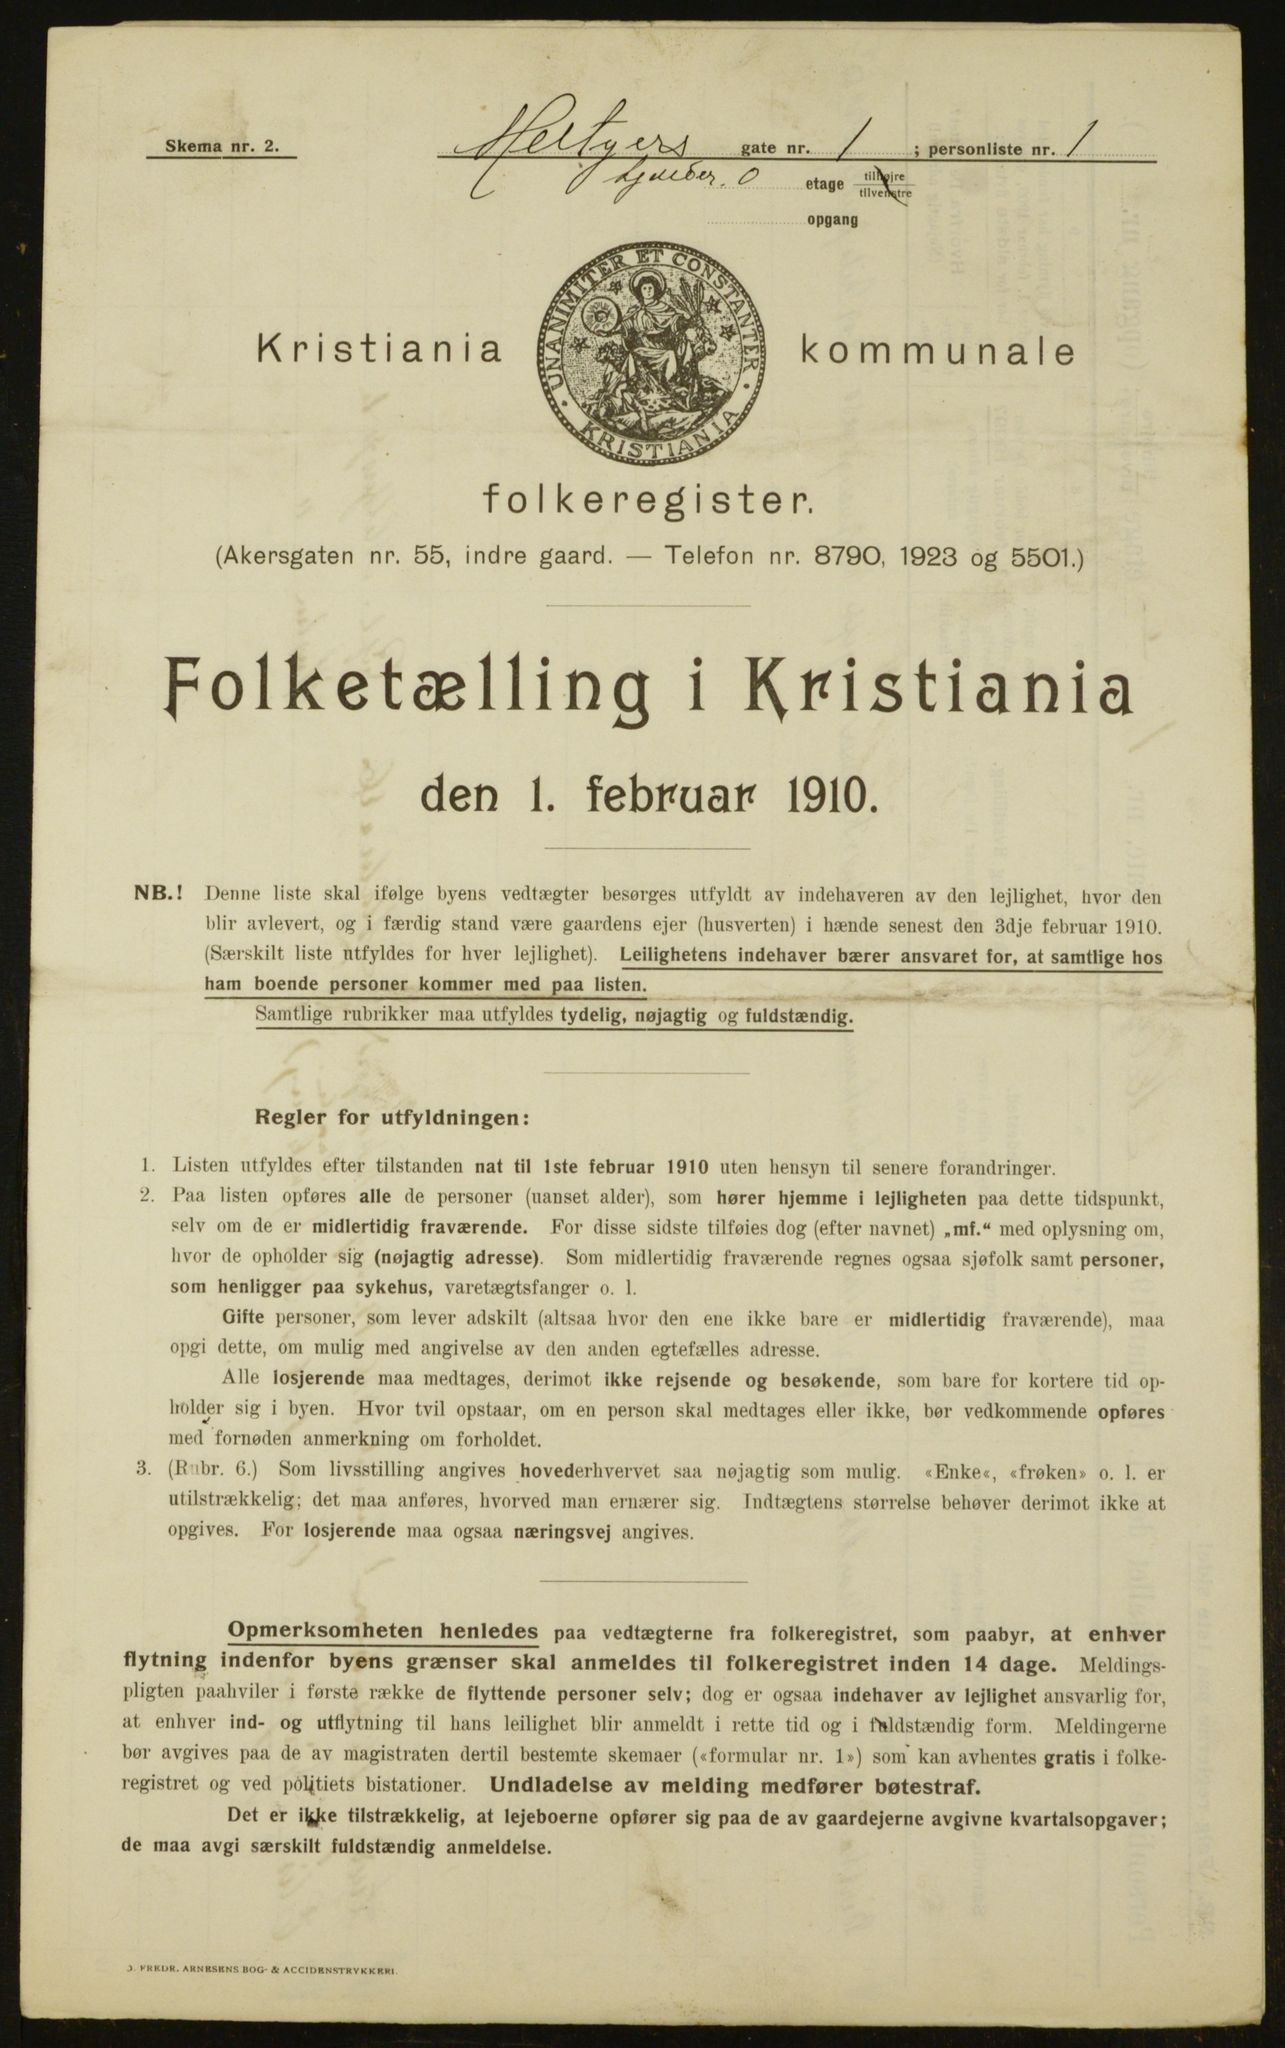 Skema nr. 2.
Meltzers gate nr. 1 ; personliste nr. 1
Kjelder. 0 etage tilhøjre
tilvenstre
opgang
UNANIMITER ET CONSTANTER
KRISTIANIA
Kristiania kommunale
folkeregister.
(Akersgaten nr. 55, indre gaard. — Telefon nr. 8790, 1923 og 5501.)
Folketælling i Kristiania
den 1. februar 1910.
NB.! Denne liste skal ifølge byens vedtægter besørges utfyldt av indehaveren av den lejlighet, hvor den
blir avlevert, og i færdig stand være gaardens ejer (husverten) i hænde senest den 3dje februar 1910.
(Særskilt liste utfyldes for hver lejlighet). Leilighetens indehaver bærer ansvaret for, at samtlige hos
ham boende personer kommer med paa listen.
Samtlige rubrikker maa utfyldes tydelig, nøjagtig og fuldstændig.
Regler for utfyldningen:
1. Listen utfyldes efter tilstanden nat til 1ste februar 1910 uten hensyn til senere forandringer.
2. Paa listen opføres alle de personer (uanset alder), som hører hjemme i lejligheten paa dette tidspunkt,
selv om de er midlertidig fraværende. For disse sidste tilføies dog (efter navnet) „mf.“ med oplysning om,
hvor de opholder sig (nøjagtig adresse). Som midlertidig fraværende regnes ogsaa sjøfolk samt personer,
som henligger paa sykehus, varetægtsfanger o. l.
Gifte personer, som lever adskilt (altsaa hvor den ene ikke bare er midlertidig fraværende), maa
opgi dette, om mulig med angivelse av den anden egtefælles adresse.
Alle losjerende maa medtages, derimot ikke rejsende og besøkende, som bare for kortere tid op-
holder sig i byen. Hvor tvil opstaar, om en person skal medtages eller ikke, bør vedkommende opføres
med fornøden anmerkning om forholdet.
3. (Rubr. 6.) Som livsstilling angives hovederhvervet saa nøjagtig som mulig. «Enke«, «frøken» o. l. er
utilstrækkelig; det maa anføres, hvorved man ernærer sig. Indtægtens størrelse behøver derimot ikke at
opgives. For losjerende maa ogsaa næringsvej angives.
Opmerksomheten henledes paa vedtægterne fra folkeregistret, som paabyr, at enhver
flytning indenfor byens grænser skal anmeldes til folkeregistret inden 14 dage. Meldings-
pligten paahviler i første række de flyttende personer selv; dog er ogsaa indehaver av lejlighet ansvarlig for,
at enhver ind- og utflytning til hans leilighet blir anmeldt i rette tid og i fuldstændig form. Meldingerne
bør avgives paa de av magistraten dertil bestemte skemaer («formular nr. 1») som kan avhentes gratis i folke-
registret og ved politiets bistationer. Undladelse av melding medfører bøtestraf.
Det er ikke tilstrækkelig, at lejeboerne opfører sig paa de av gaardejerne avgivne kvartalsopgaver;
de maa avgi særskilt fuldstændig anmeldelse.
J. FREDR. ARNESENS BOG- & ACCIDENSTRYKKERI.